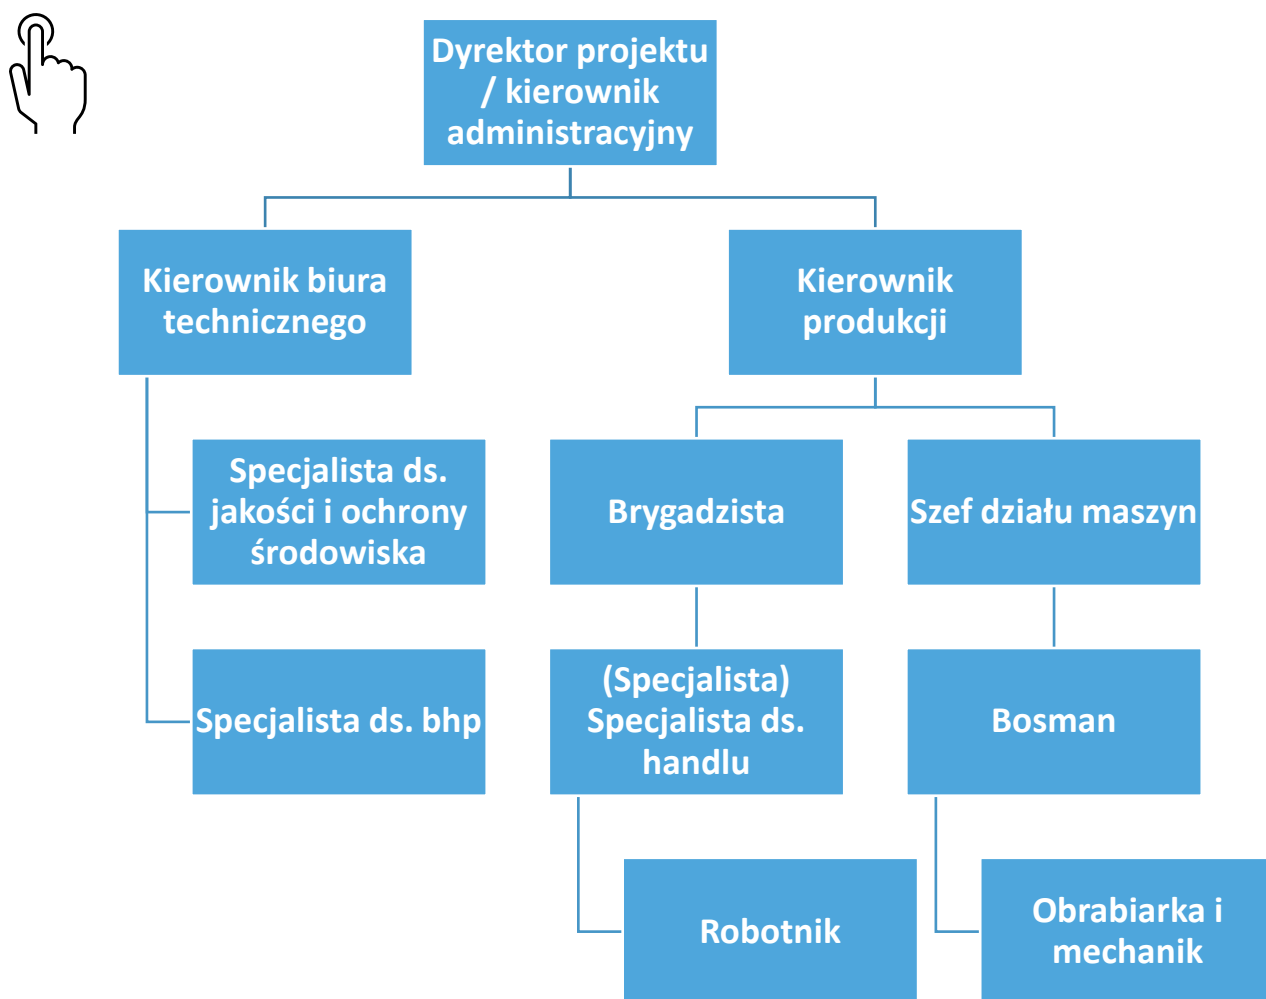 Dyrektor projektu
/ kierownik
administracyjny
Kierownik biura
technicznego
Kierownik
produkcji
Specjalista ds.
jakości i ochrony
środowiska
Brygadzista
Szef działu maszyn
Specjalista ds. bhp
(Specjalista)
Specjalista ds.
handlu
Bosman
Robotnik
Obrabiarka i
mechanik